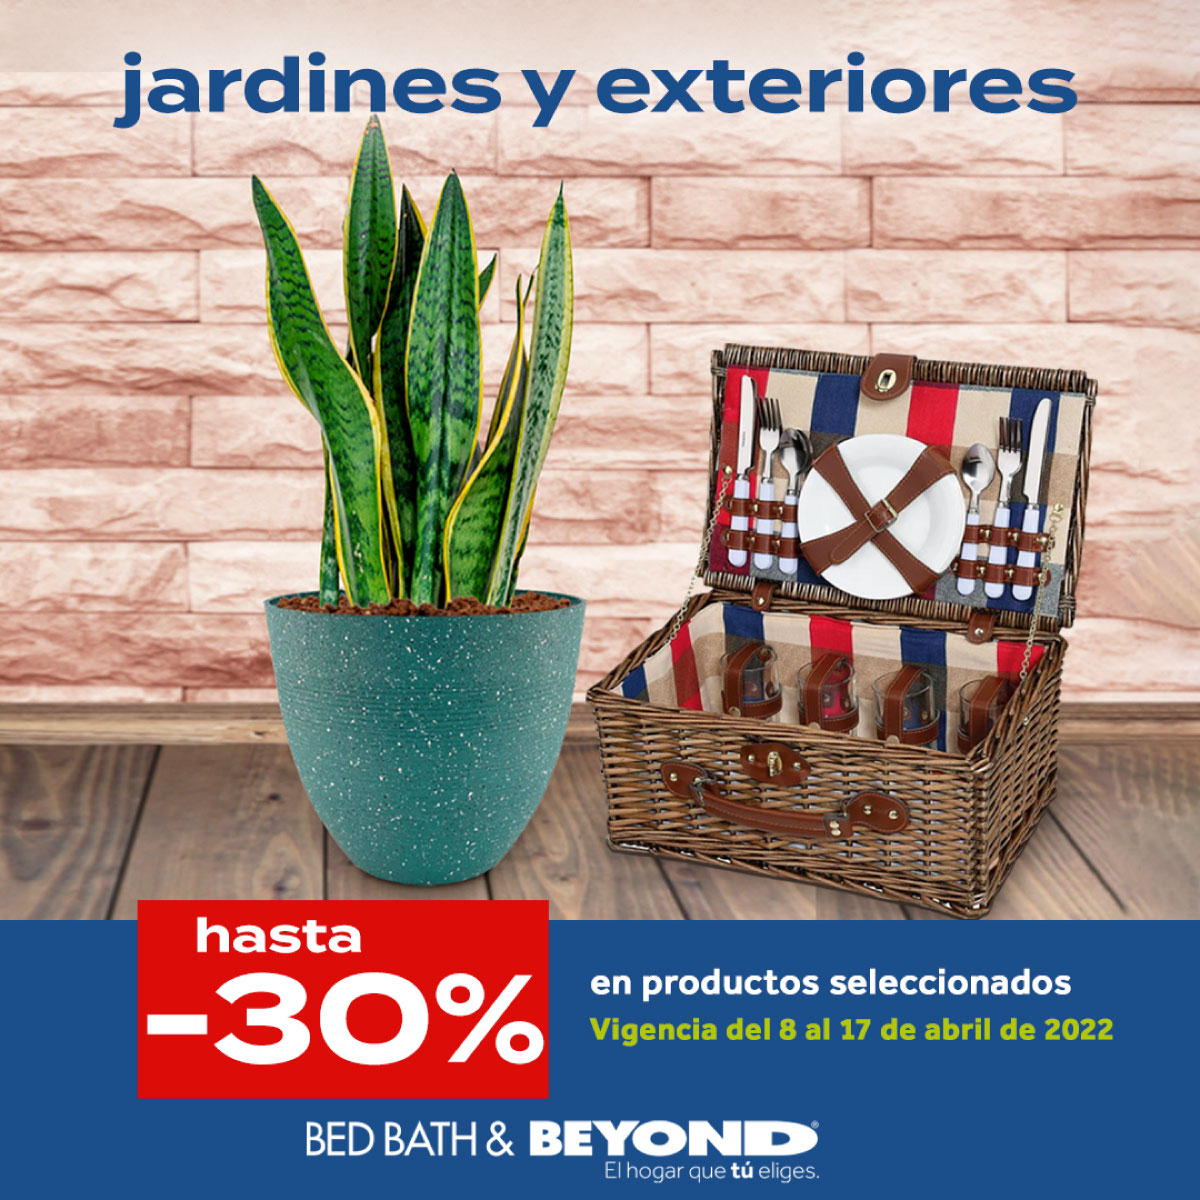 jardines y exteriores
hasta
-30%
en productos seleccionados
Vigencia del 8 al 17 de abril de 2022
BED BATH & BEYOND®
El hogar que tú eliges.